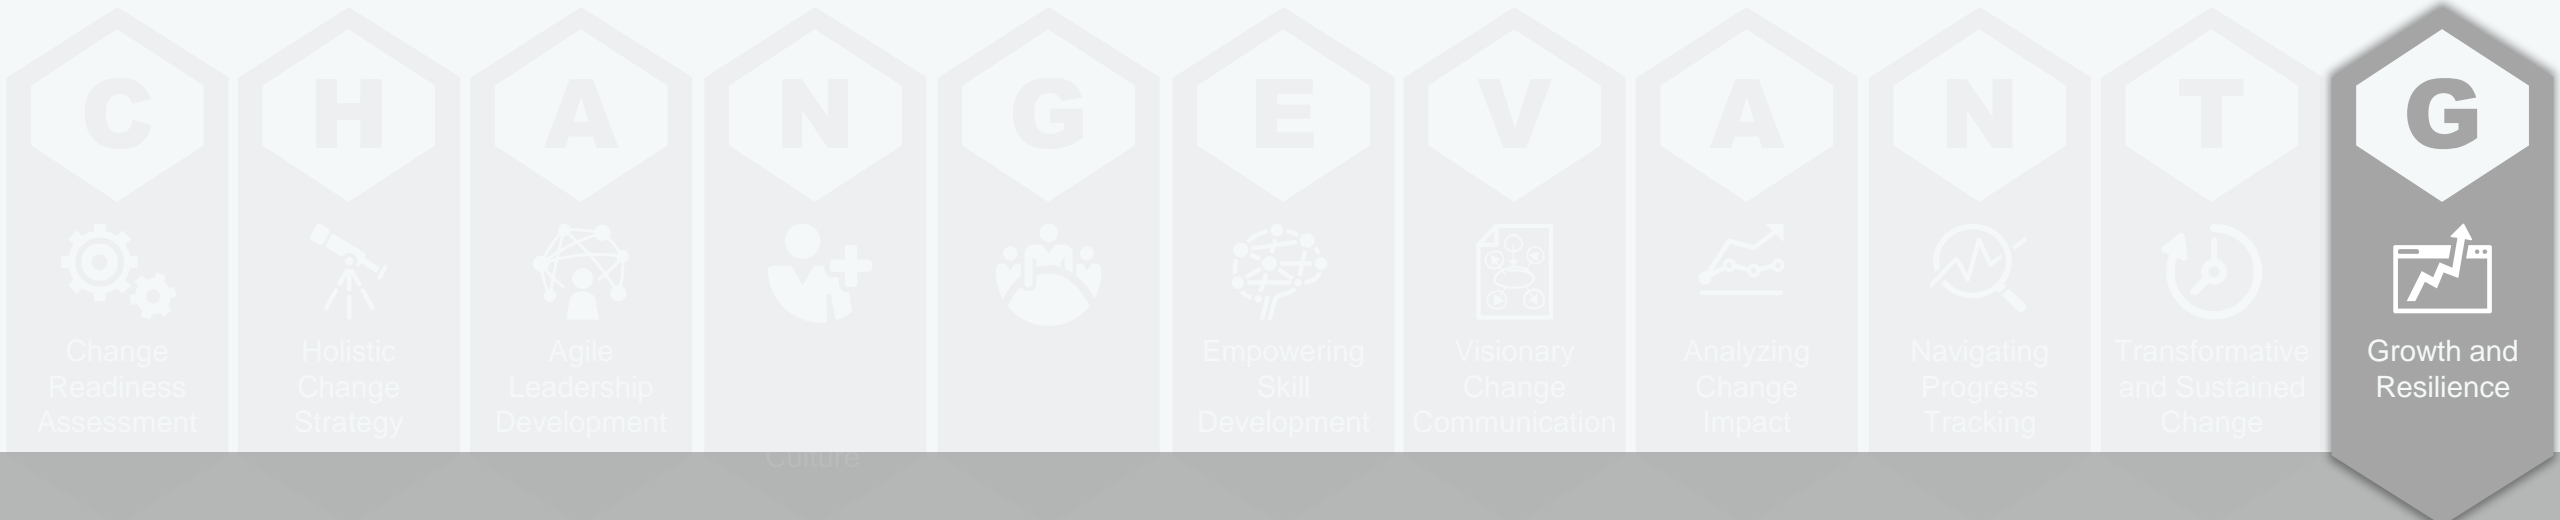 C H A N G E V A N T G
Change
Readiness
Assessment
Holistic
Change
Strategy
Agile
Leadership
Development
Culture
Empowering
Skill
Development
Visionary
Change
Communication
Analyzing
Change
Impact
Navigating
Progress
Tracking
Transformative
and Sustained
Change
Growth and
Resilience